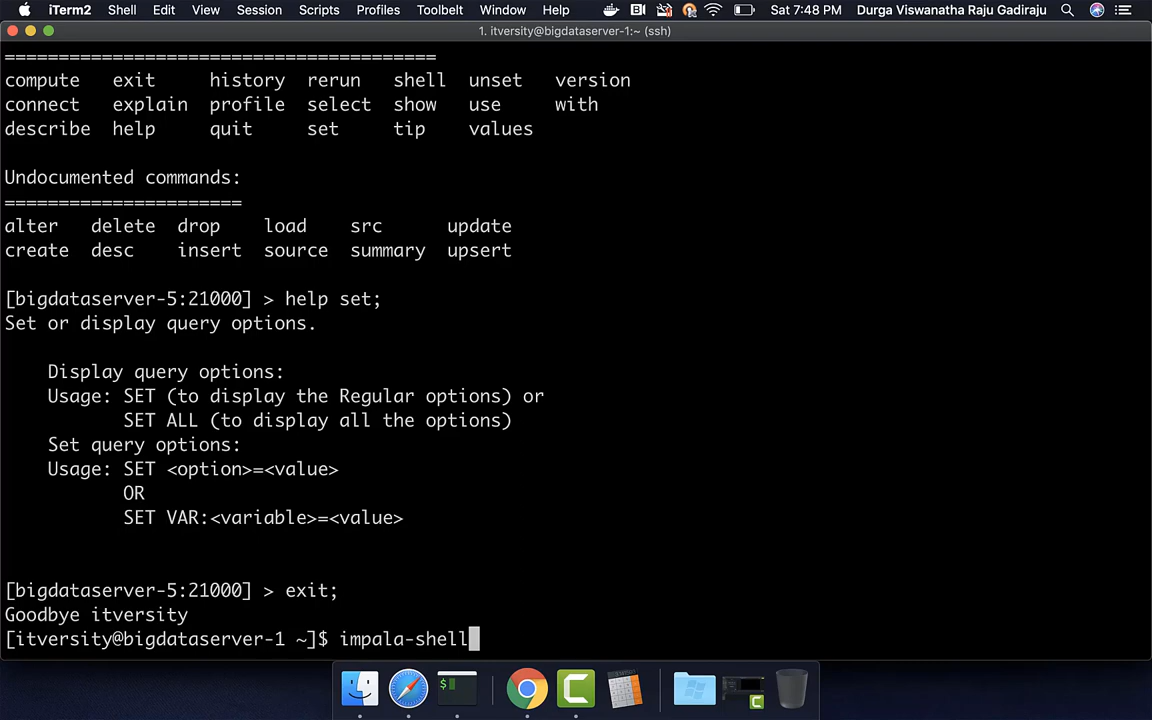 iTerm2 Shell Edit View Session Scripts Profiles Toolbelt Window Help Sat 7:48 PM Durga Viswanatha Raju Gadiraju
1. itversity@bigdataserver-1:~ (ssh)
========================================
compute exit history rerun shell unset version
connect explain profile select show use with
describe help quit set tip values
Undocumented commands:
======================
alter delete drop load src update
create desc insert source summary upsert
[bigdataserver-5:21000] > help set;
Set or display query options.
Display query options:
Usage: SET (to display the Regular options) or
SET ALL (to display all the options)
Set query options:
Usage: SET <option>=<value>
OR
SET VAR:<variable>=<value>
[bigdataserver-5:21000] > exit;
Goodbye itversity
[itversity@bigdataserver-1 ~]$ impala-shell